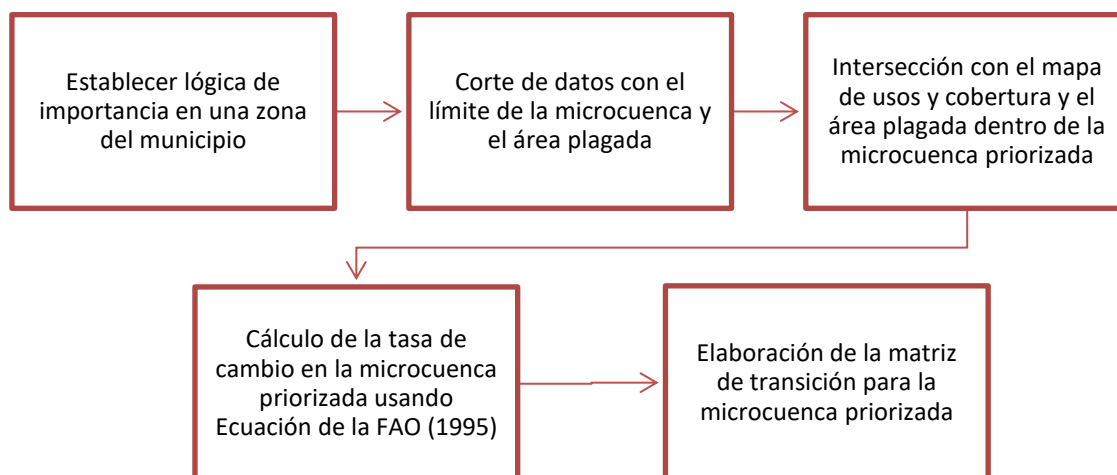 Establecer lógica de
importancia en una zona
del municipio
Corte de datos con el
límite de la microcuenca y
el área plagada
Intersección con el mapa
de usos y cobertura y el
área plagada dentro de la
microcuenca priorizada
Cálculo de la tasa de
cambio en la microcuenca
priorizada usando
Ecuación de la FAO (1995)
Elaboración de la matriz
de transición para la
microcuenca priorizada